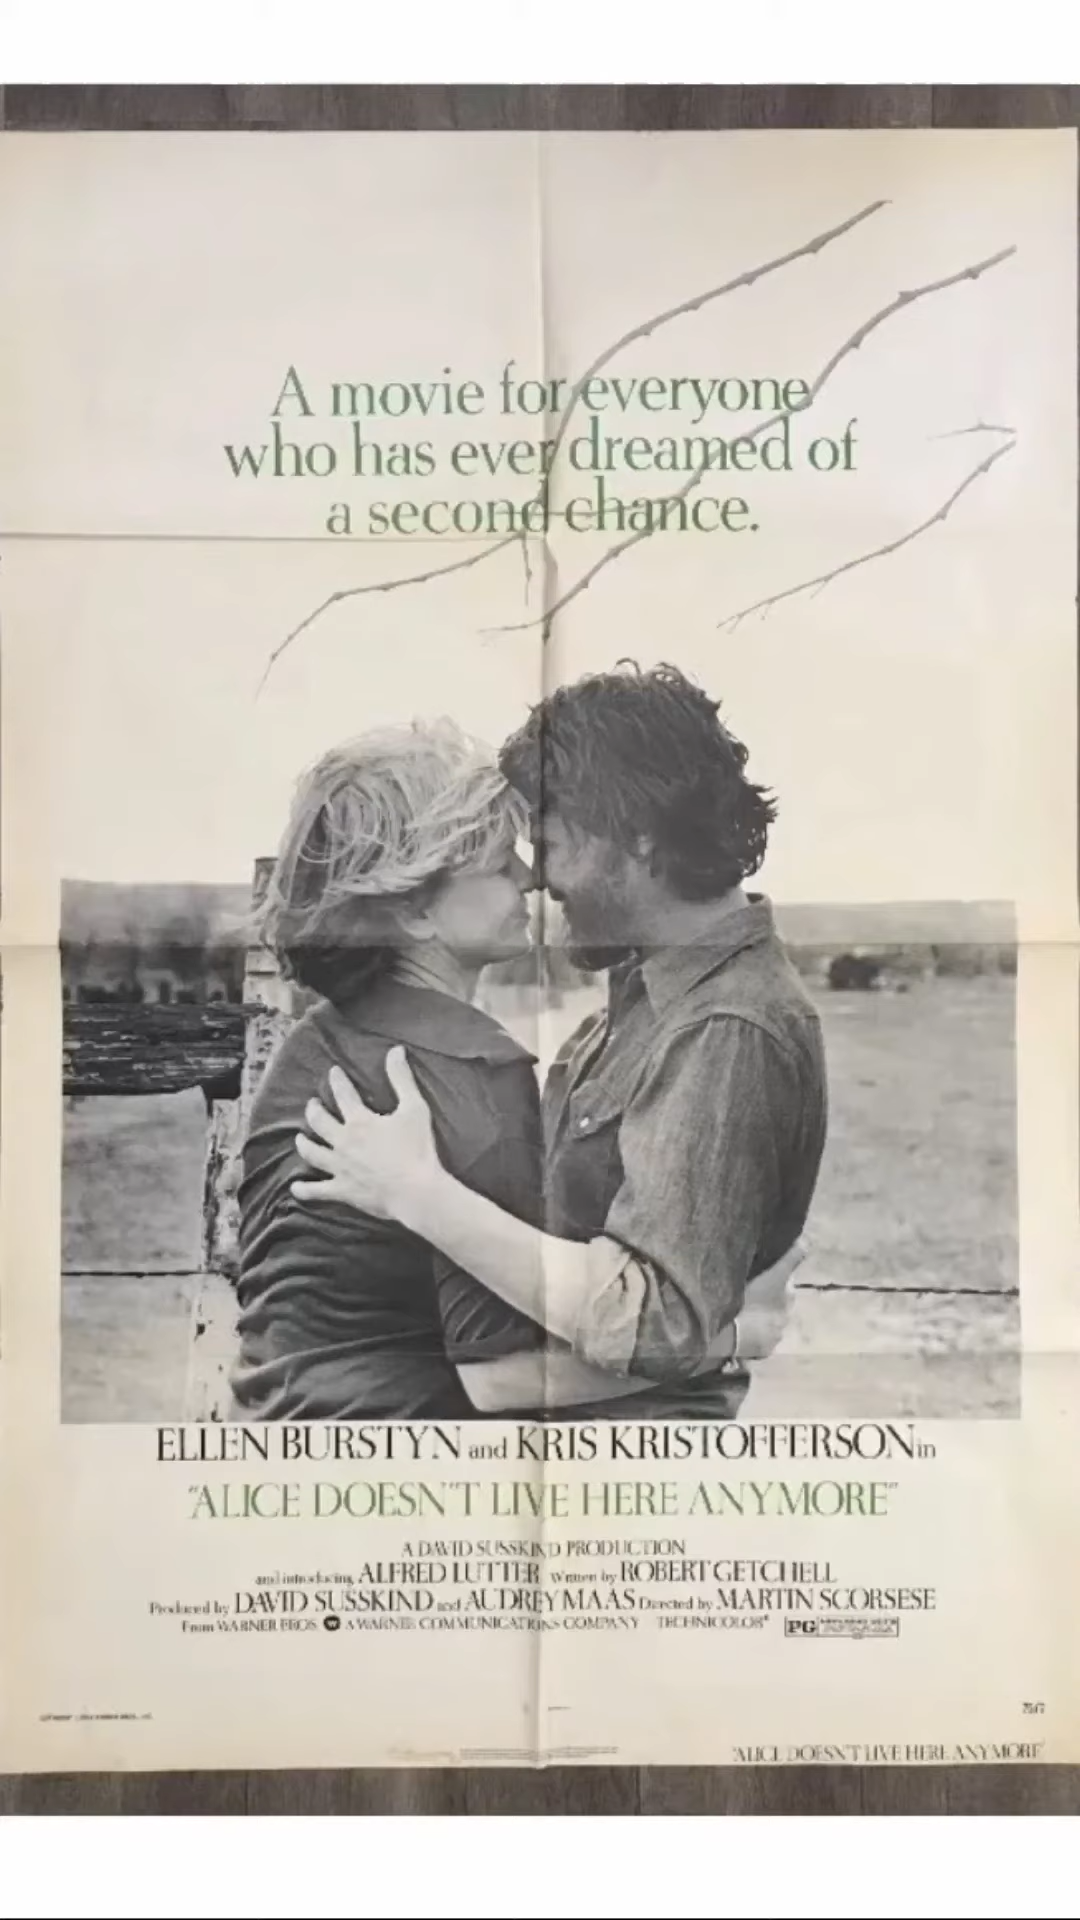 A movie for everyone
who has ever dreamed of
a second chance.
ELLEN BURSTYN and KRIS KRISTOFFERSON in
"ALICE DOESN'T LIVE HERE ANYMORE"
A DAVID SUSSKIND PRODUCTION
and introducing ALFRED LUTTER Written by ROBERT GETCHELL
Produced by DAVID SUSSKIND and AUDREY MAAS Directed by MARTIN SCORSESE
From WARNER BROS. A WARNER COMMUNICATIONS COMPANY TECHNICOLOR® PG
"ALICE DOESN'T LIVE HERE ANYMORE"